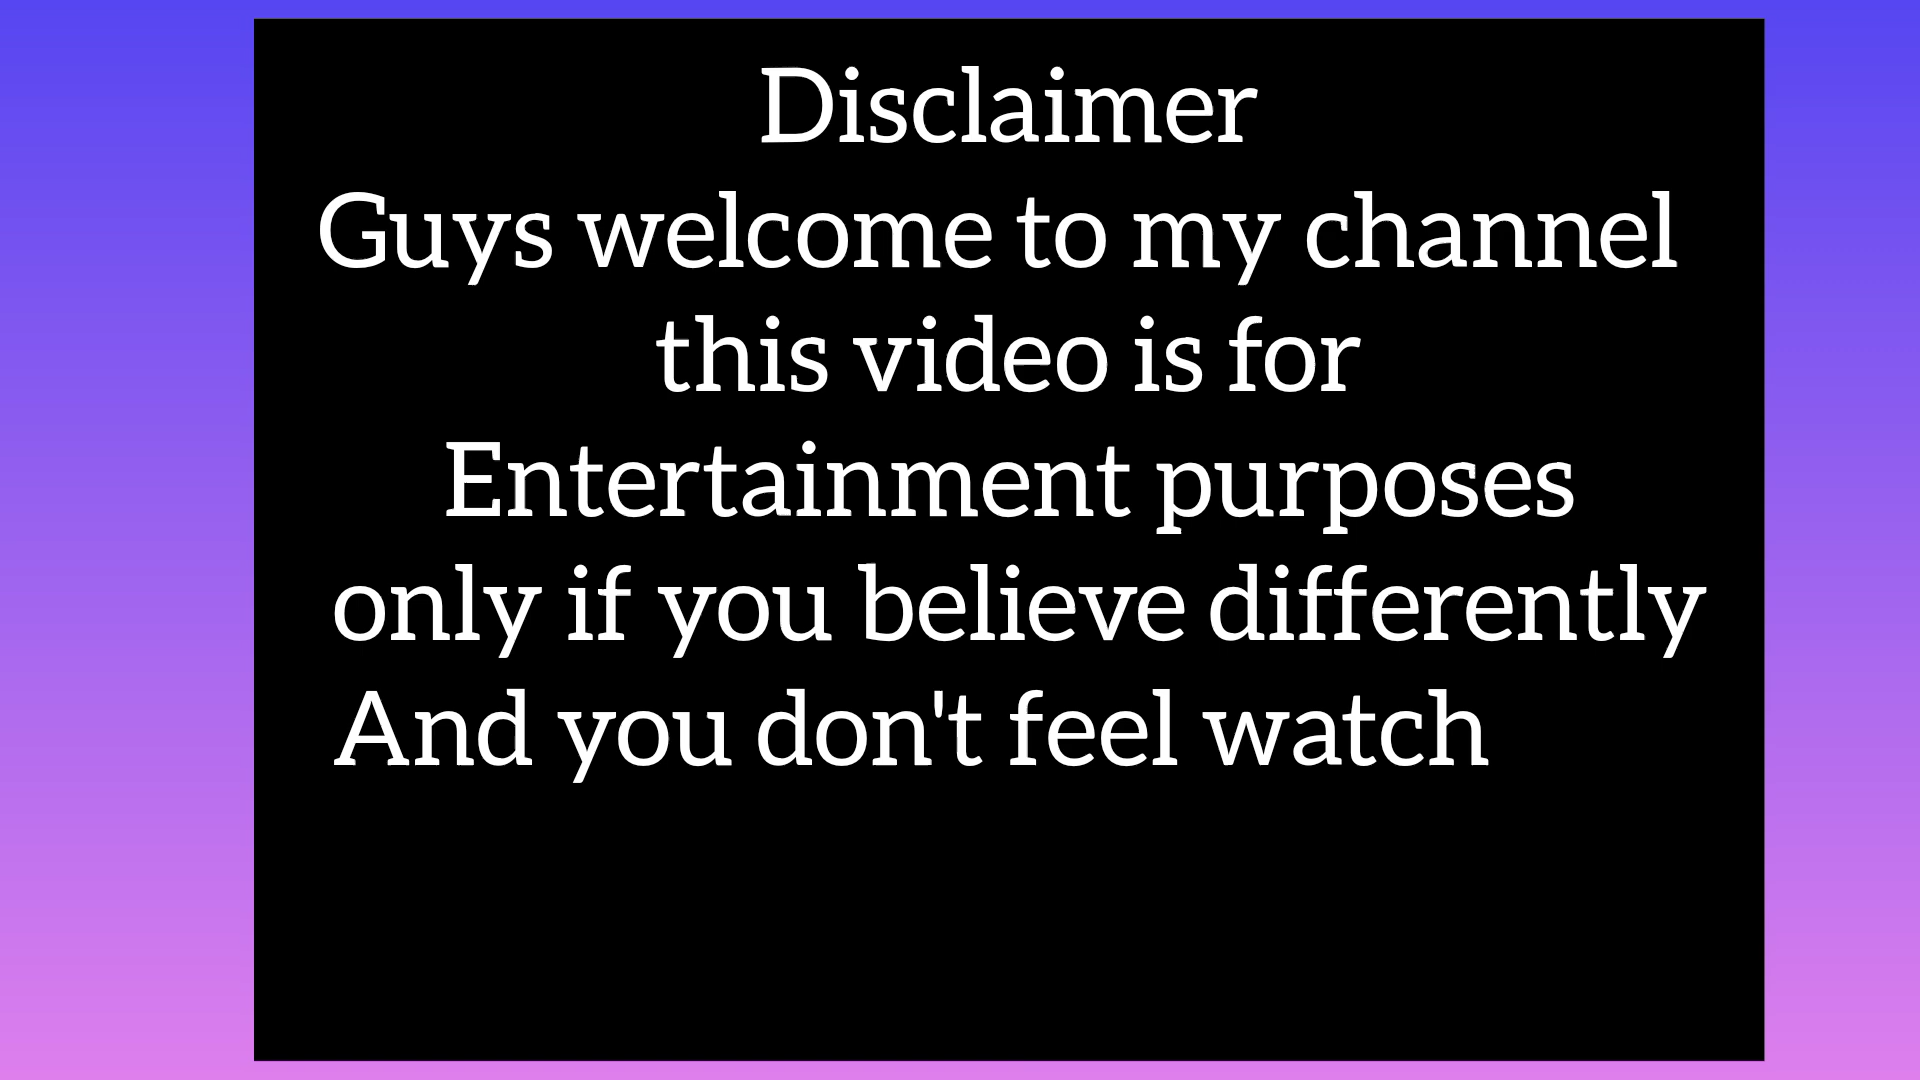 Disclaimer
Guys welcome to my channel
this video is for
Entertainment purposes
only if you believe differently
And you don't feel watch